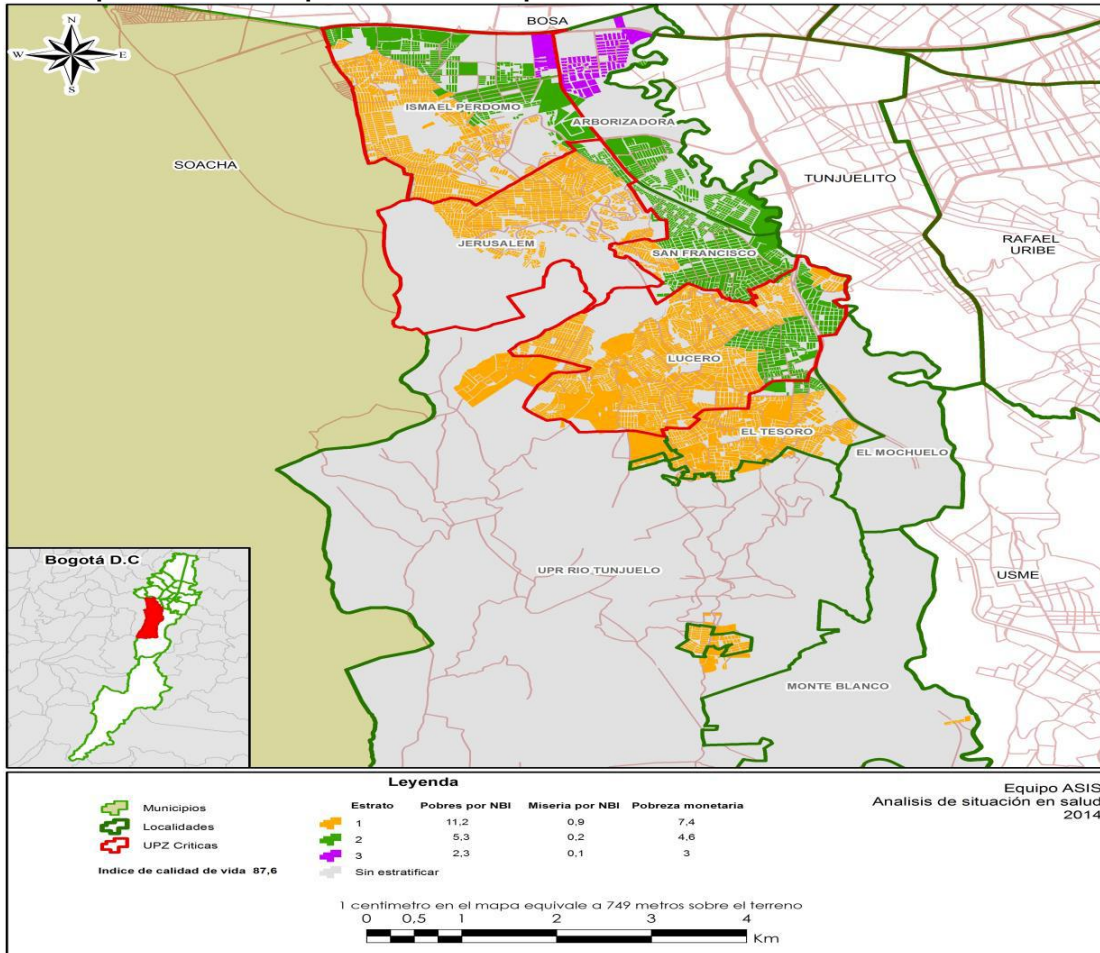 BOSA
N
W E
S
ISMAEL PERDOMO
ARBORIZADORA
SOACHA
TUNJUELITO
RAFAEL
URIBE
JERUSALEM
SAN FRANCISCO
LUCERO
EL TESORO
EL MOCHUELO
UPR RIO TUNJUELO
USME
MONTE BLANCO
Bogotá D.C
Leyenda
Municipios
Localidades
UPZ Criticas
Indice de calidad de vida 87,6
Estrato Pobres por NBI Miseria por NBI Pobreza monetaria
1 11,2 0,9 7,4
2 5,3 0,2 4,6
3 2,3 0,1 3
Sin estratificar
Equipo ASIS
Analisis de situación en salud
2014
1 centímetro en el mapa equivale a 749 metros sobre el terreno
0 0,5 1 2 3 4
Km